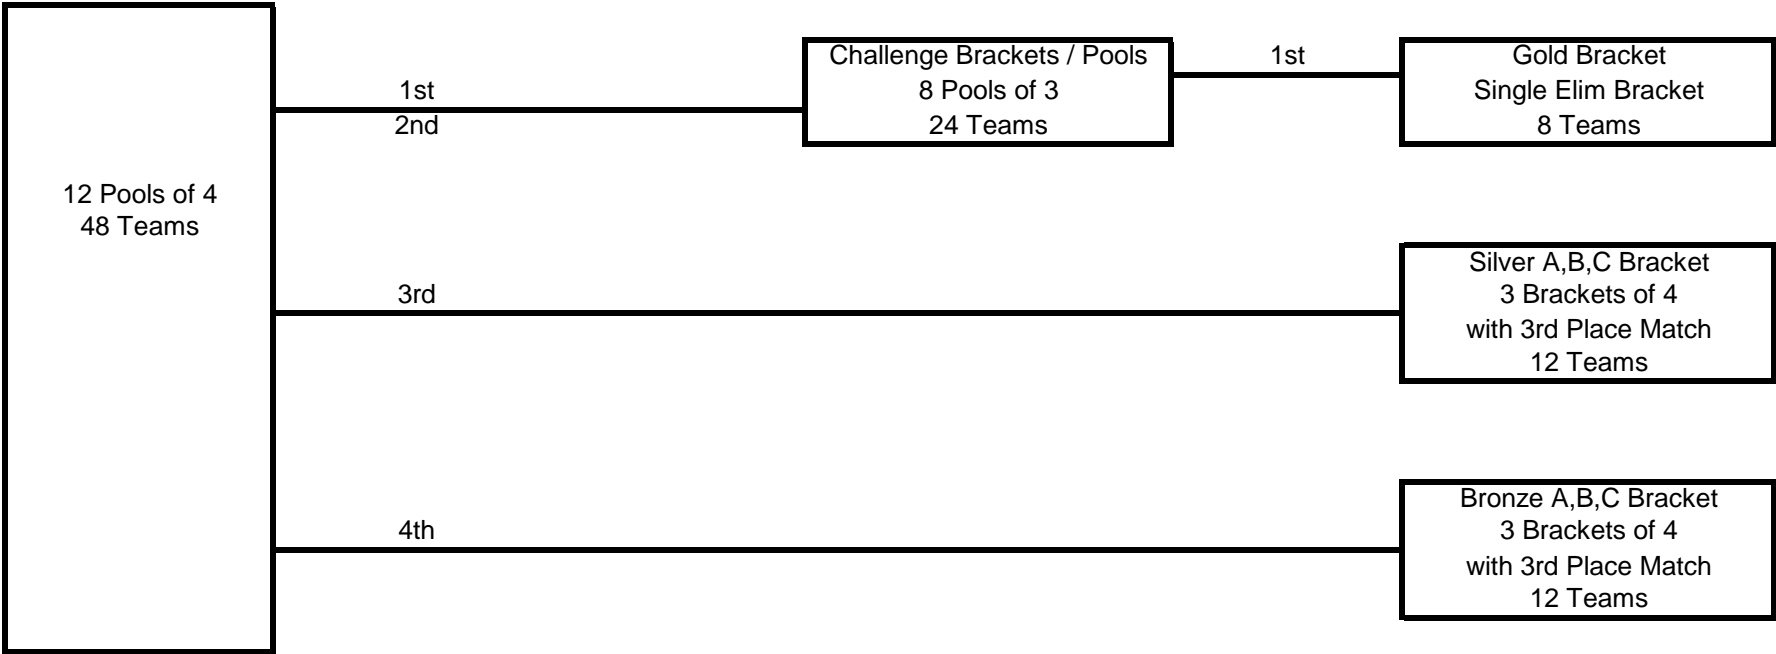 12 Pools of 4
48 Teams
1st
2nd
Challenge Brackets / Pools
8 Pools of 3
24 Teams
1st
Gold Bracket
Single Elim Bracket
8 Teams
3rd
Silver A,B,C Bracket
3 Brackets of 4
with 3rd Place Match
12 Teams
4th
Bronze A,B,C Bracket
3 Brackets of 4
with 3rd Place Match
12 Teams